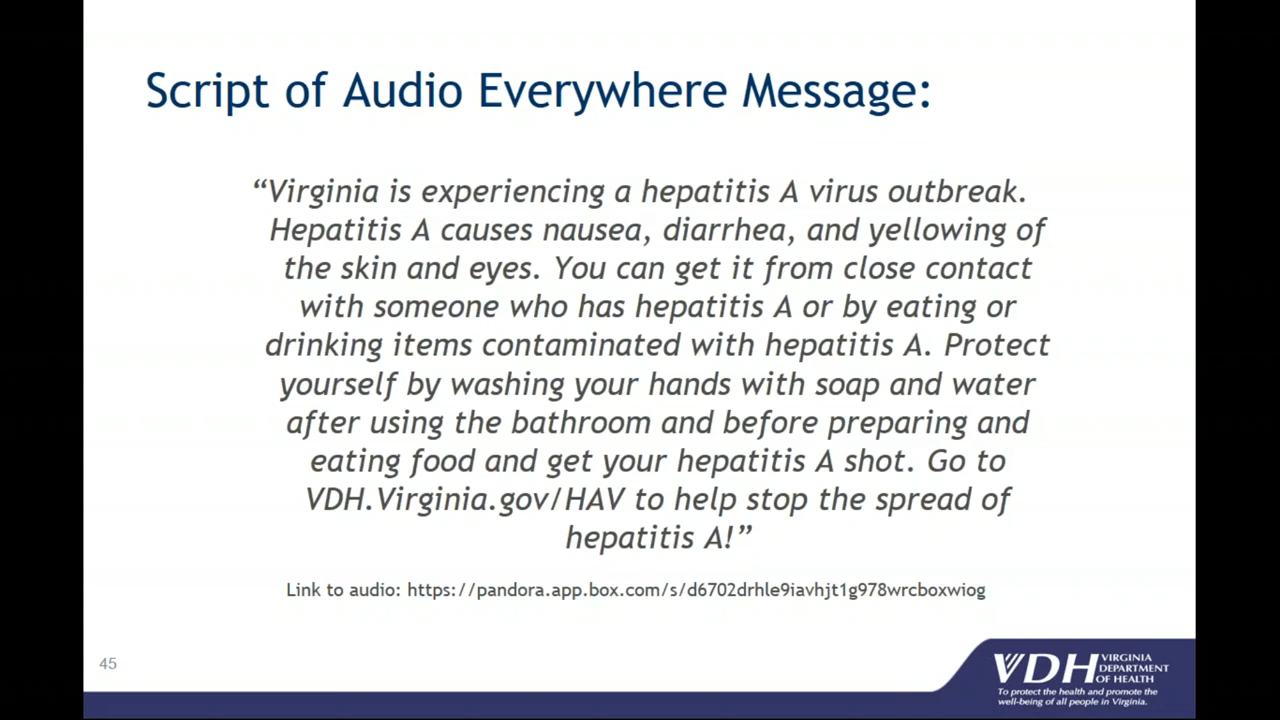 Script of Audio Everywhere Message:
“Virginia is experiencing a hepatitis A virus outbreak.
Hepatitis A causes nausea, diarrhea, and yellowing of
the skin and eyes. You can get it from close contact
with someone who has hepatitis A or by eating or
drinking items contaminated with hepatitis A. Protect
yourself by washing your hands with soap and water
after using the bathroom and before preparing and
eating food and get your hepatitis A shot. Go to
VDH.Virginia.gov/HAV to help stop the spread of
hepatitis A!”
Link to audio: https://pandora.app.box.com/s/d6702drhle9iavhjt1g978wrcboxwiog
45
VDH VIRGINIA
DEPARTMENT
OF HEALTH
To protect the health and promote the
well-being of all people in Virginia.